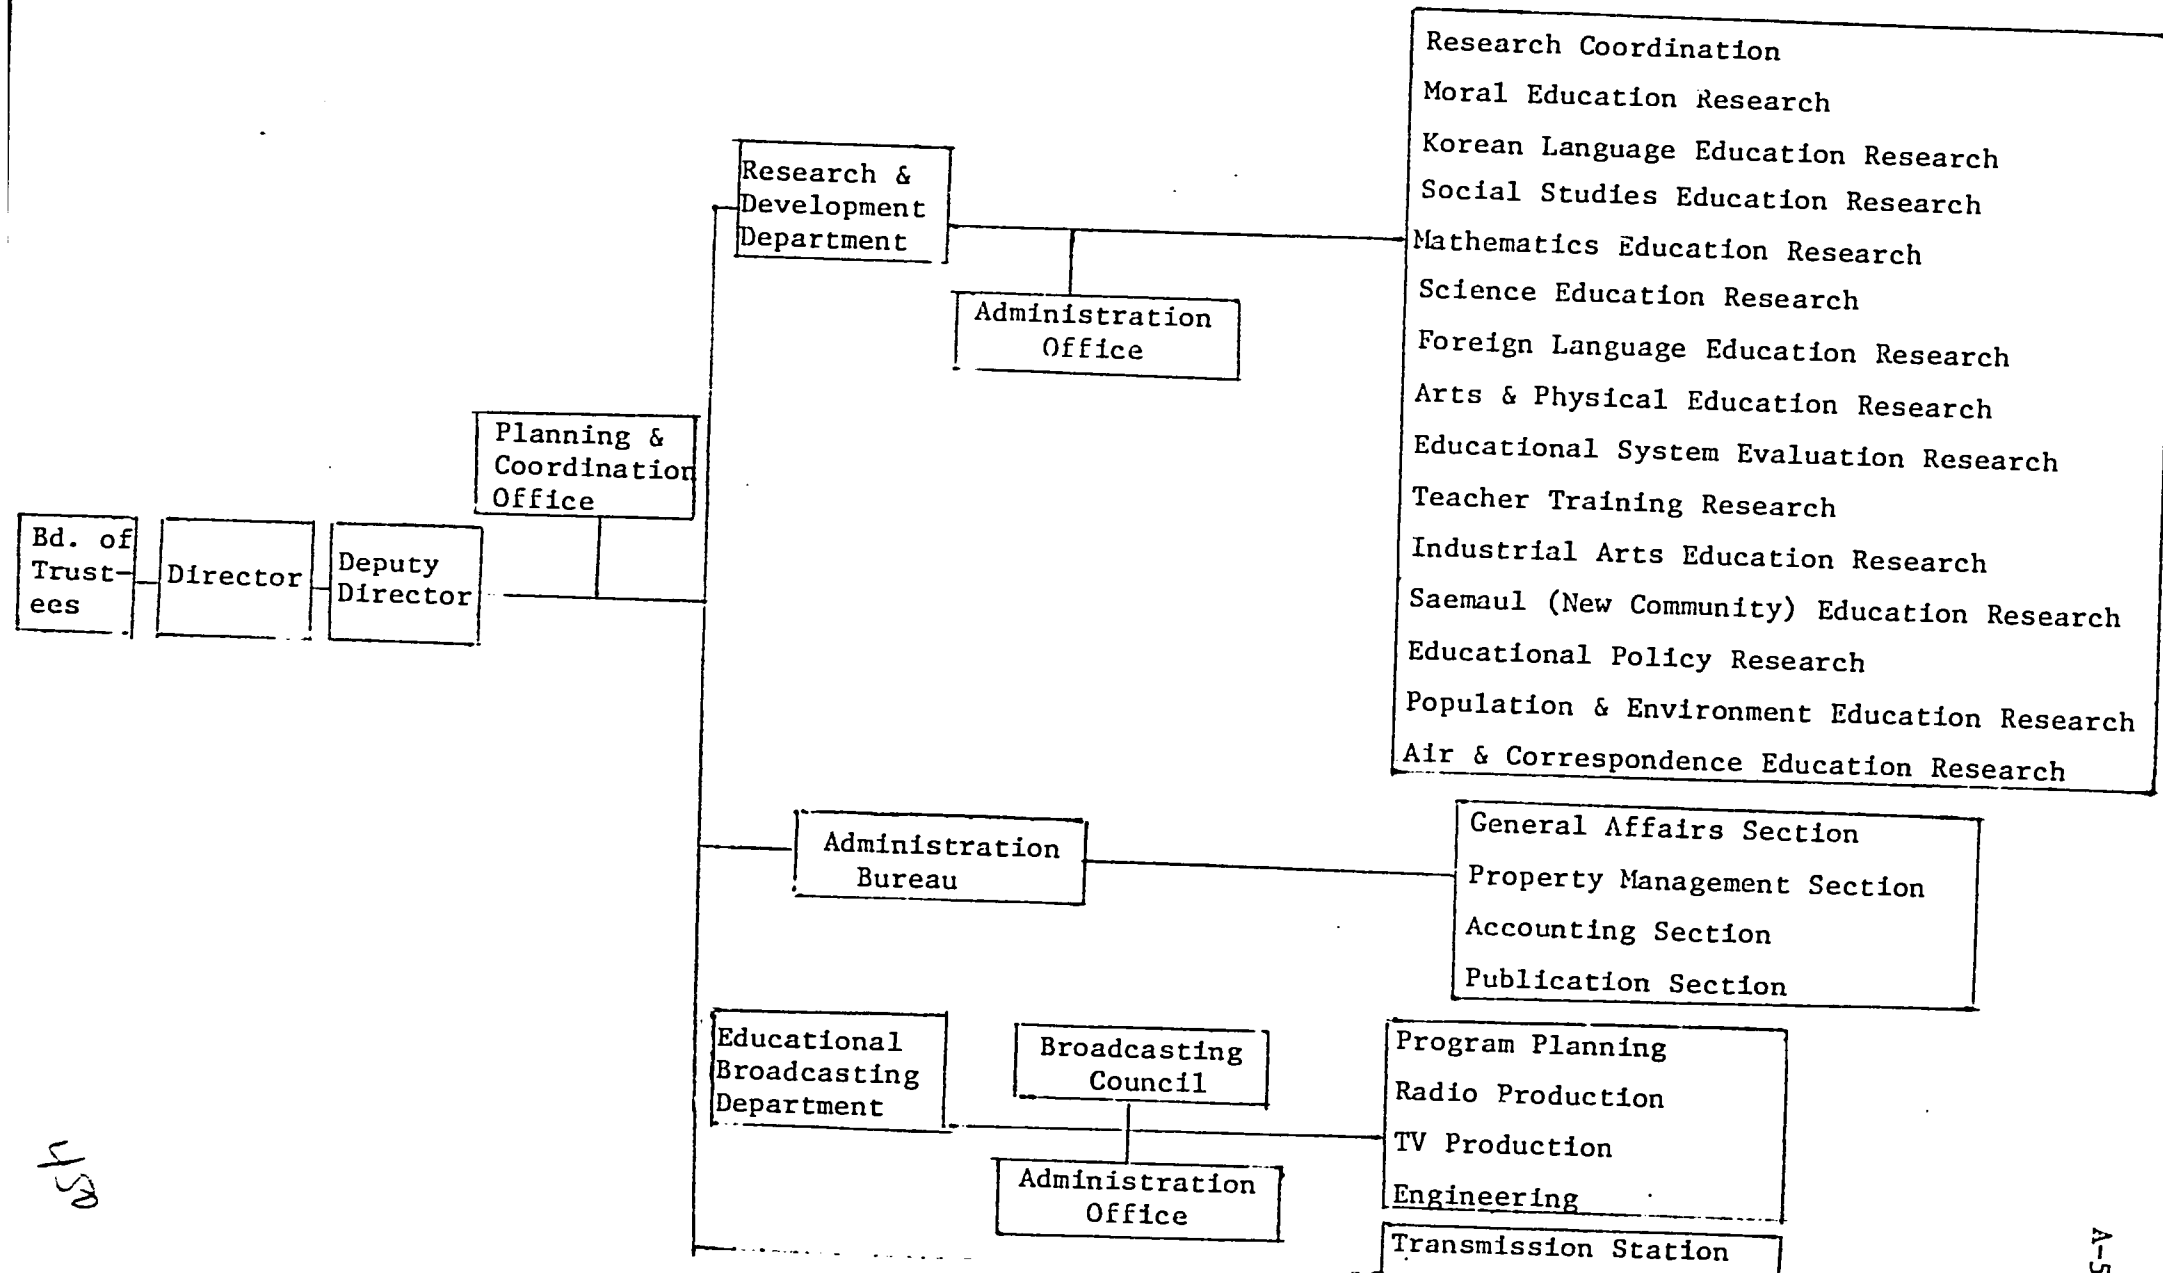 Bd. of
Trust-
ees
Director
Deputy
Director
Planning &
Coordination
Office
Research &
Development
Department
Administration
Office
Research Coordination
Moral Education Research
Korean Language Education Research
Social Studies Education Research
Mathematics Education Research
Science Education Research
Foreign Language Education Research
Arts & Physical Education Research
Educational System Evaluation Research
Teacher Training Research
Industrial Arts Education Research
Saemaul (New Community) Education Research
Educational Policy Research
Population & Environment Education Research
Air & Correspondence Education Research
Administration
Bureau
General Affairs Section
Property Management Section
Accounting Section
Publication Section
Educational
Broadcasting
Department
Broadcasting
Council
Administration
Office
Program Planning
Radio Production
TV Production
Engineering
Transmission Station
450
A-5